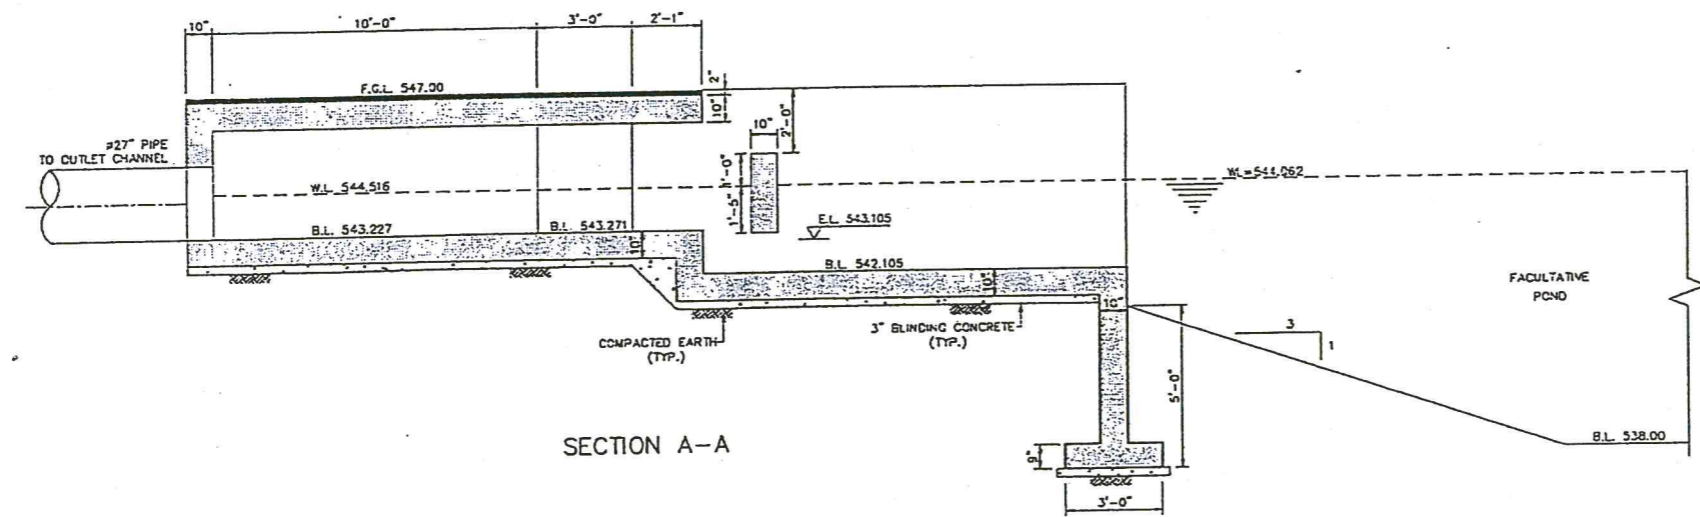 10" 10'-0" 3'-0" 2'-1"
F.G.L. 547.00
2"
10"
2'-0"
10"
ø27" PIPE
TO OUTLET CHANNEL
W.L. 544.516
1'-0"
1'-5"
WL=544.062
E.L. 543.105
B.L. 543.227
B.L. 543.271
10"
B.L. 542.105
10"
FACULTATIVE
POND
10"
COMPACTED EARTH
(TYP.)
3" BLINDING CONCRETE
(TYP.)
3
1
5'-0"
SECTION A-A
B.L. 538.00
9"
3'-0"